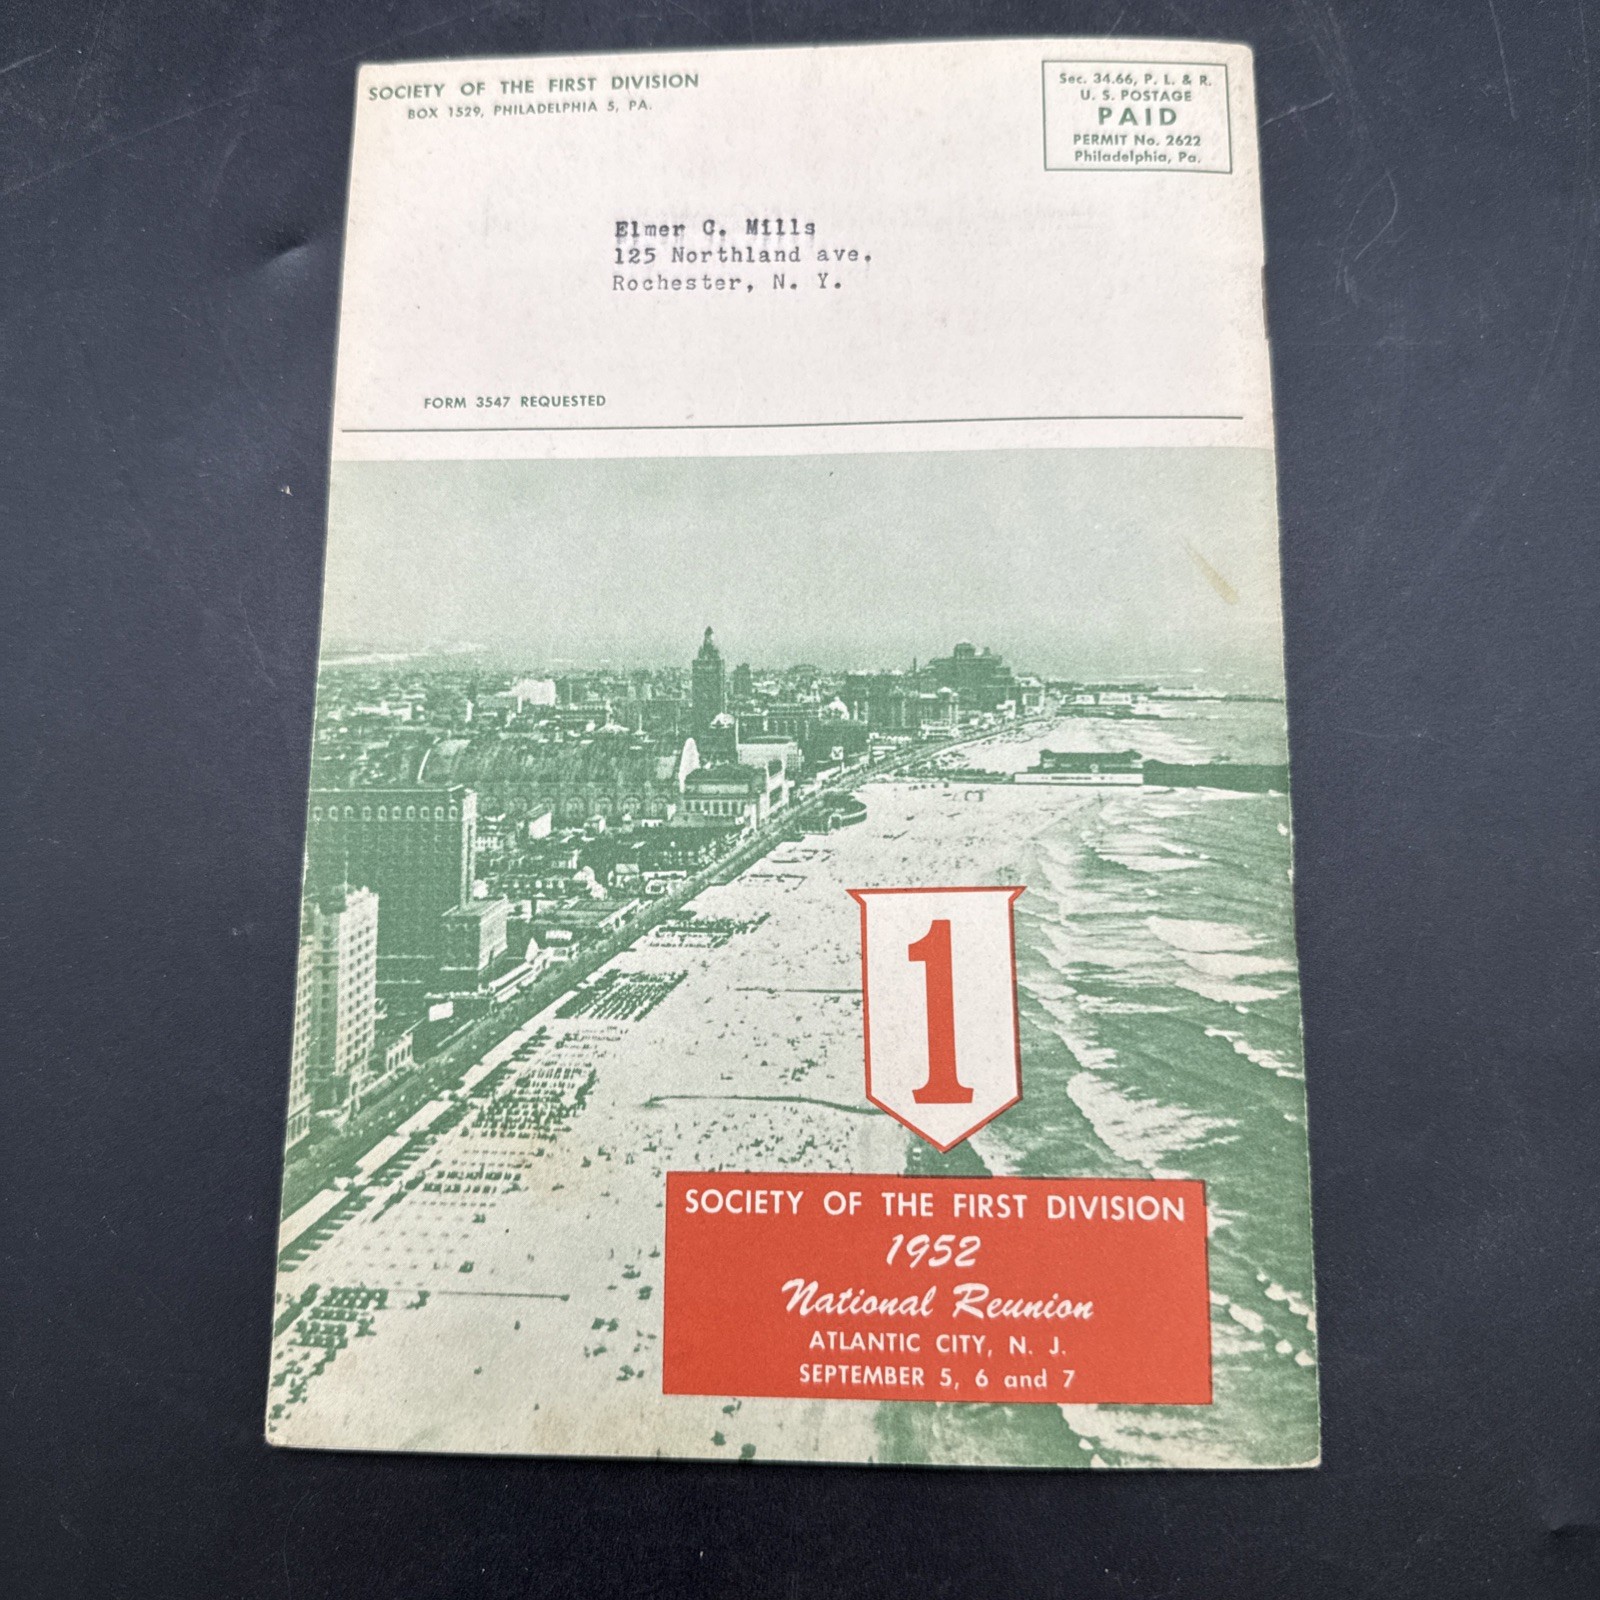 SOCIETY OF THE FIRST DIVISION
BOX 1529, PHILADELPHIA 5, PA.
Sec. 34.66, P. L. & R.
U. S. POSTAGE
PAID
PERMIT No. 2622
Philadelphia, Pa.
Elmer C. Mills
125 Northland ave.
Rochester, N. Y.
FORM 3547 REQUESTED
1
SOCIETY OF THE FIRST DIVISION
1952
National Reunion
ATLANTIC CITY, N. J.
SEPTEMBER 5, 6 and 7